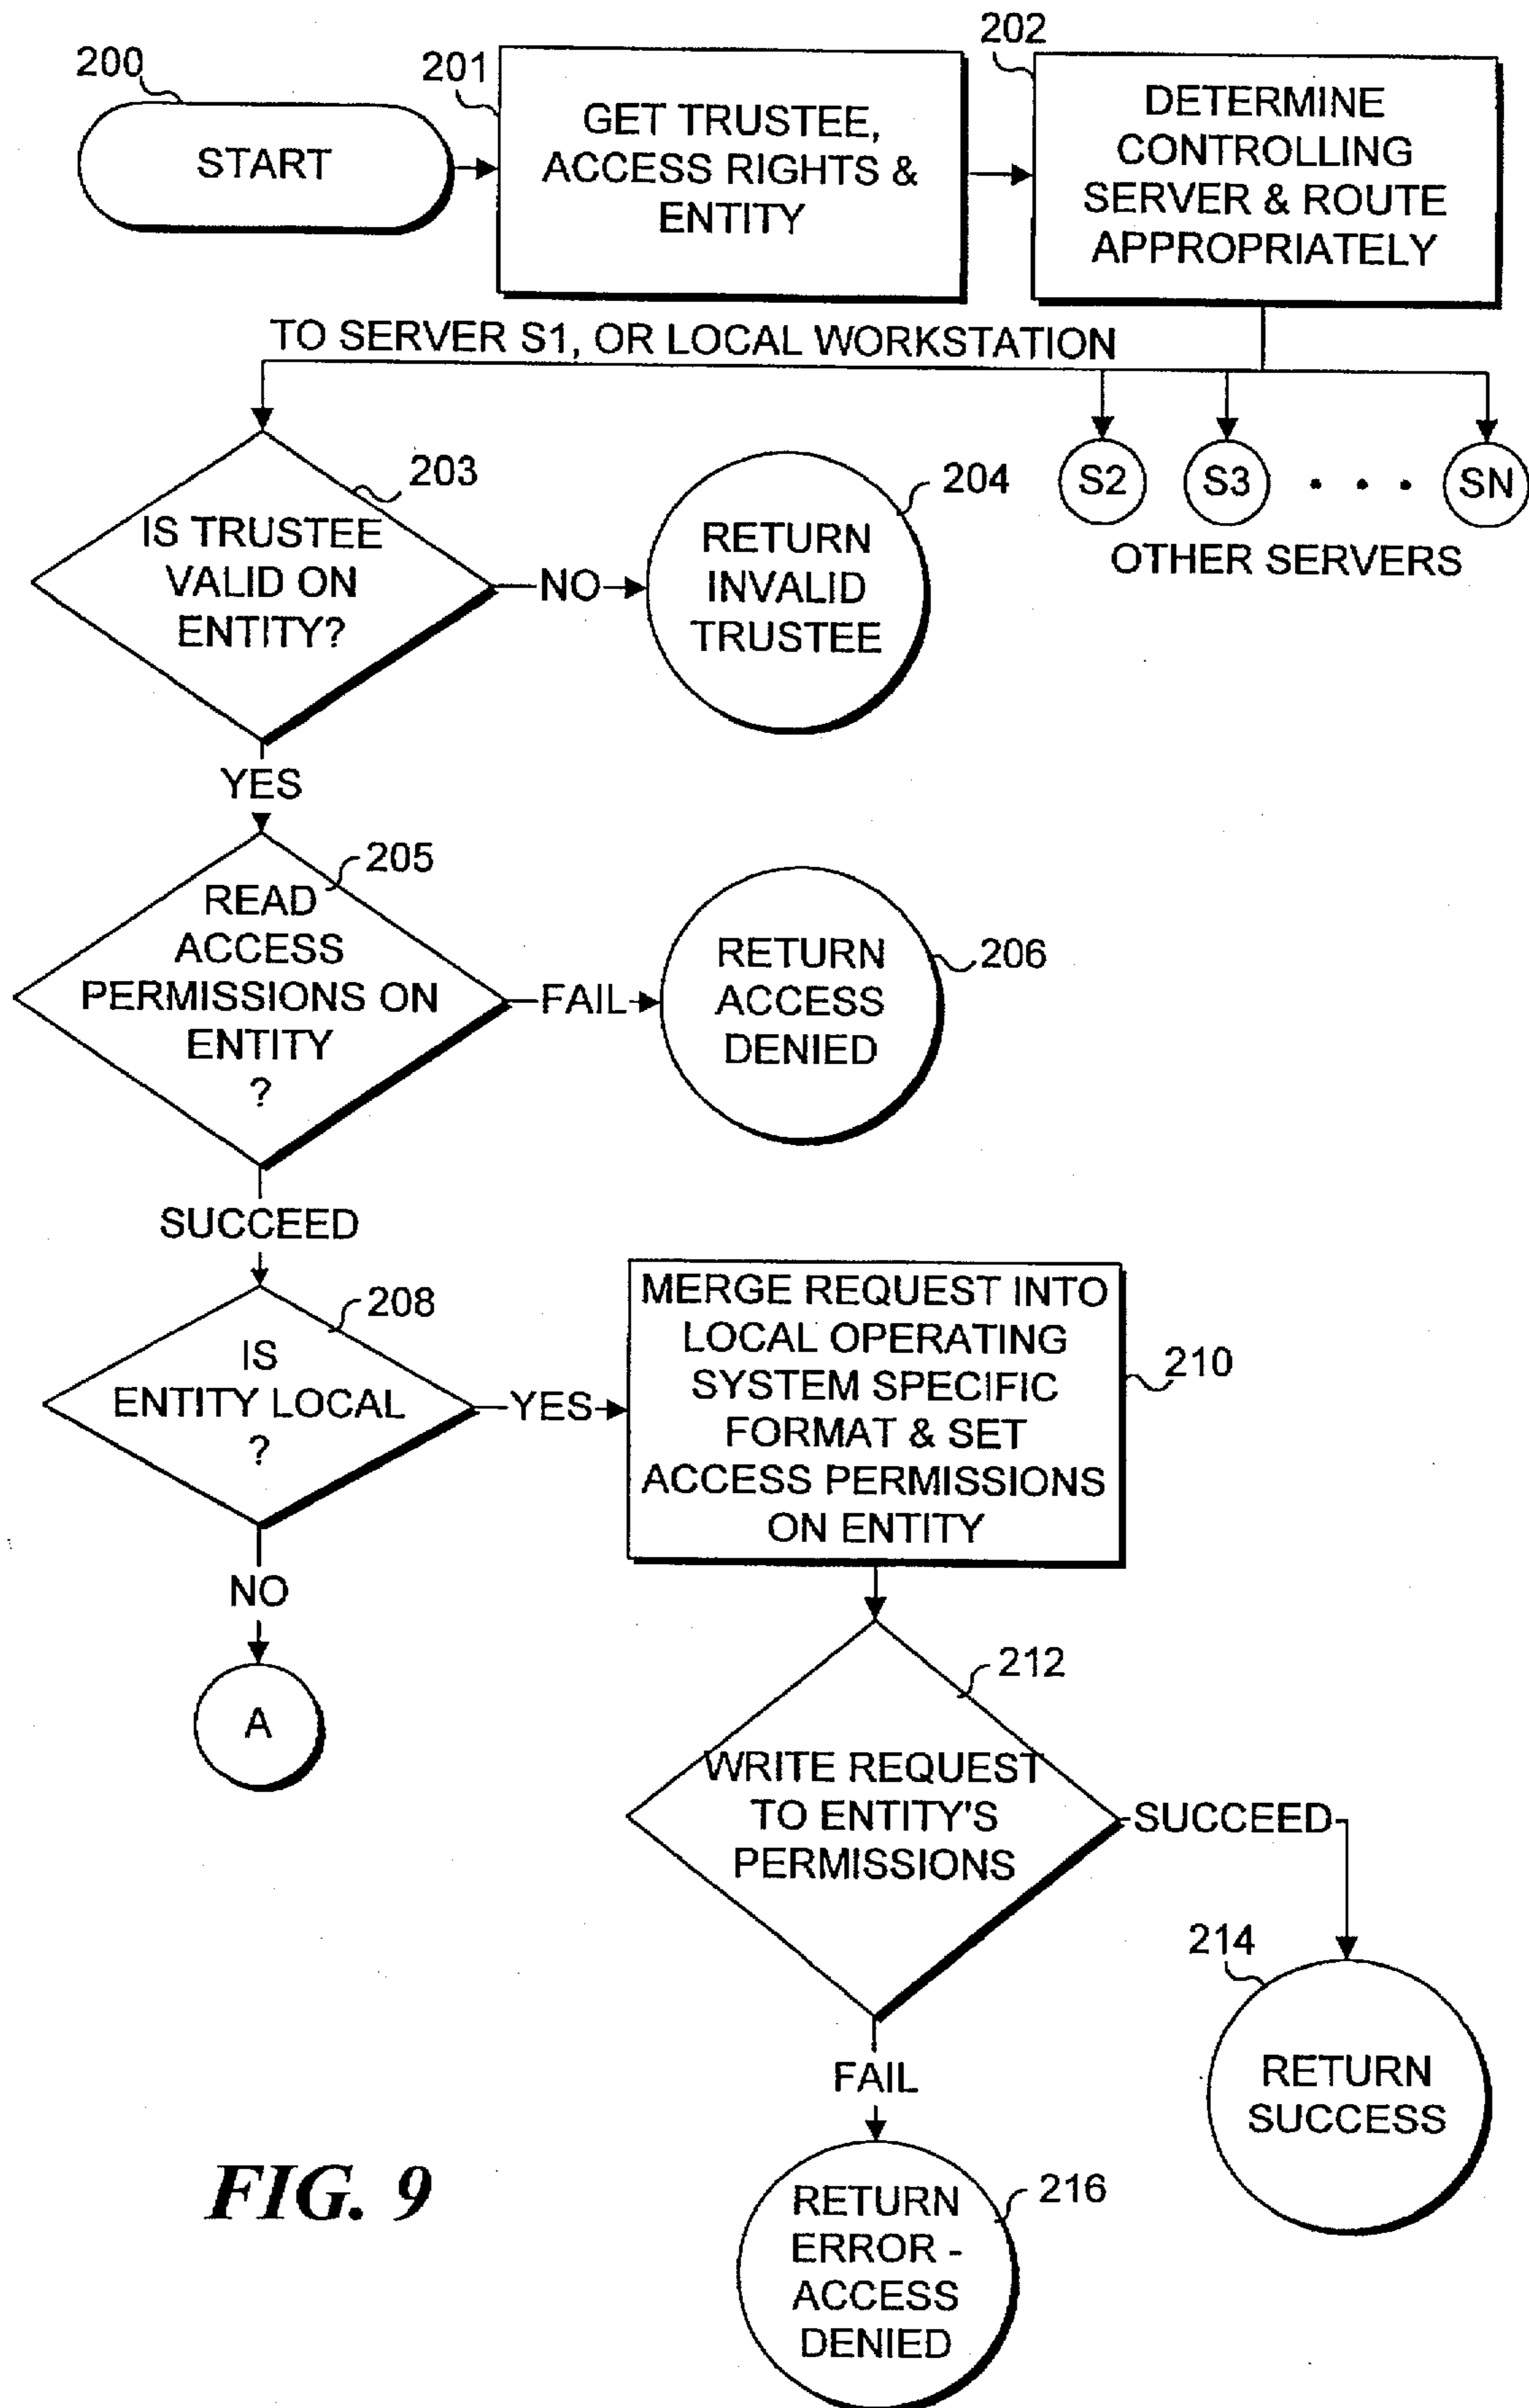 200
START
201
GET TRUSTEE,
ACCESS RIGHTS &
ENTITY
202
DETERMINE
CONTROLLING
SERVER & ROUTE
APPROPRIATELY
TO SERVER S1, OR LOCAL WORKSTATION
203
IS TRUSTEE
VALID ON
ENTITY?
NO
204
RETURN
INVALID
TRUSTEE
S2
S3
. . .
SN
OTHER SERVERS
YES
205
READ
ACCESS
PERMISSIONS ON
ENTITY
?
FAIL
206
RETURN
ACCESS
DENIED
SUCCEED
208
IS
ENTITY LOCAL
?
YES
210
MERGE REQUEST INTO
LOCAL OPERATING
SYSTEM SPECIFIC
FORMAT & SET
ACCESS PERMISSIONS
ON ENTITY
NO
A
212
WRITE REQUEST
TO ENTITY'S
PERMISSIONS
SUCCEED
214
RETURN
SUCCESS
FAIL
216
RETURN
ERROR -
ACCESS
DENIED
FIG. 9